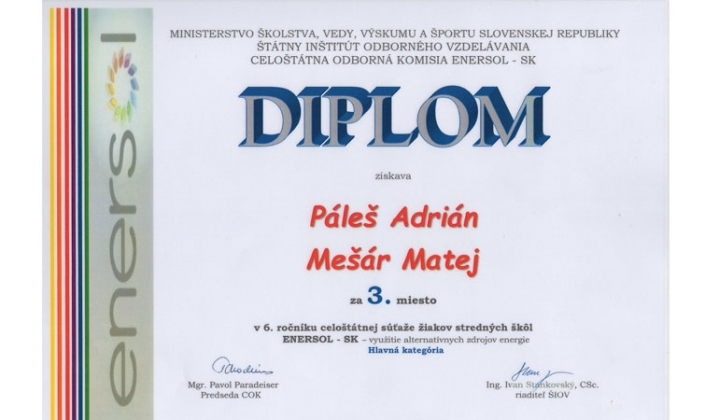 enersol
MINISTERSTVO ŠKOLSTVA, VEDY, VÝSKUMU A ŠPORTU SLOVENSKEJ REPUBLIKY
ŠTÁTNY INŠTITÚT ODBORNÉHO VZDELÁVANIA
CELOŠTÁTNA ODBORNÁ KOMISIA ENERSOL - SK
DIPLOM
získava
Páleš Adrián
Mešár Matej
za 3. miesto
v 6. ročníku celoštátnej súťaže žiakov stredných škôl
ENERSOL - SK – využitie alternatívnych zdrojov energie
Hlavná kategória
Mgr. Pavol Paradeiser
Predseda COK
Ing. Ivan Stankovský, CSc.
riaditeľ ŠIOV